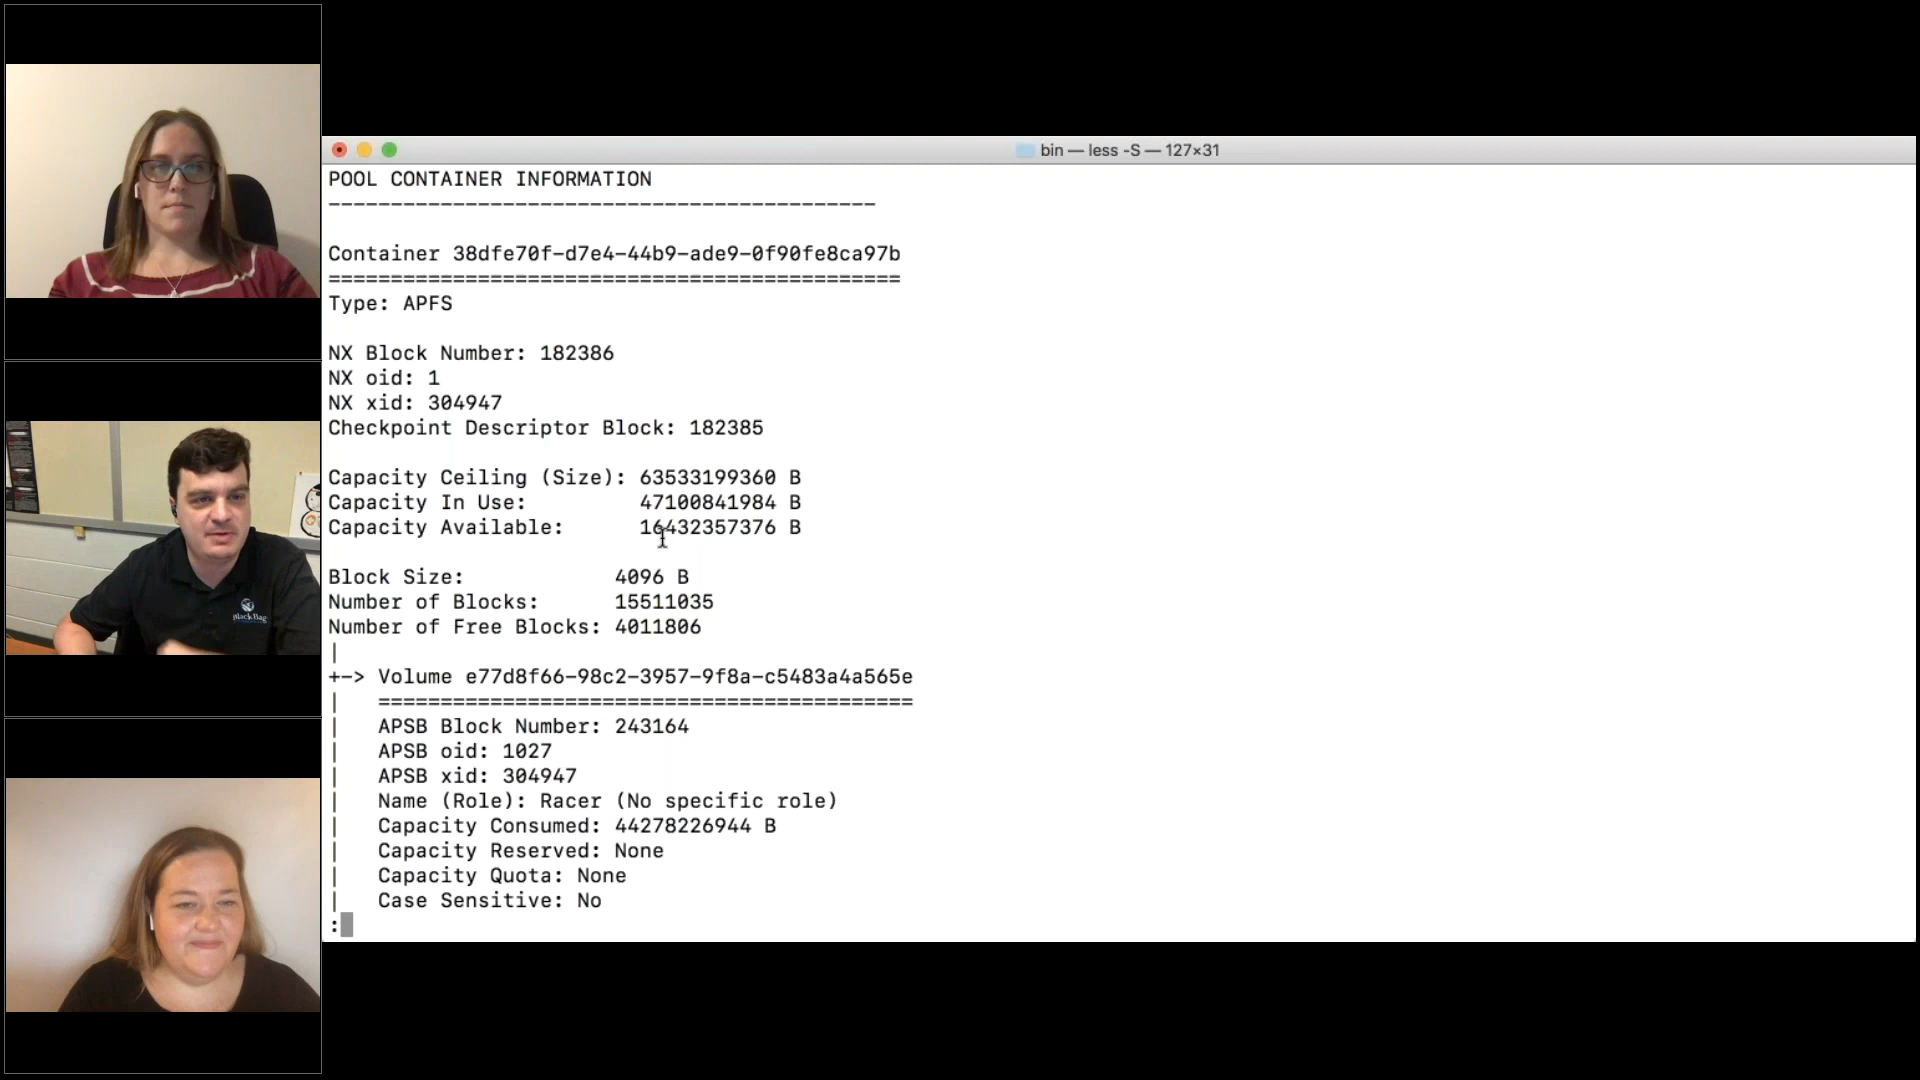 bin — less -S — 127×31
POOL CONTAINER INFORMATION
--------------------------------------------
Container 38dfe70f-d7e4-44b9-ade9-0f90fe8ca97b
==============================================
Type: APFS
NX Block Number: 182386
NX oid: 1
NX xid: 304947
Checkpoint Descriptor Block: 182385
Capacity Ceiling (Size): 63533199360 B
Capacity In Use:         47100841984 B
Capacity Available:      16432357376 B
Block Size:            4096 B
Number of Blocks:      15511035
Number of Free Blocks: 4011806
|
+-> Volume e77d8f66-98c2-3957-9f8a-c5483a4a565e
|   ===========================================
|   APSB Block Number: 243164
|   APSB oid: 1027
|   APSB xid: 304947
|   Name (Role): Racer (No specific role)
|   Capacity Consumed: 44278226944 B
|   Capacity Reserved: None
|   Capacity Quota: None
|   Case Sensitive: No
:
BlackBag